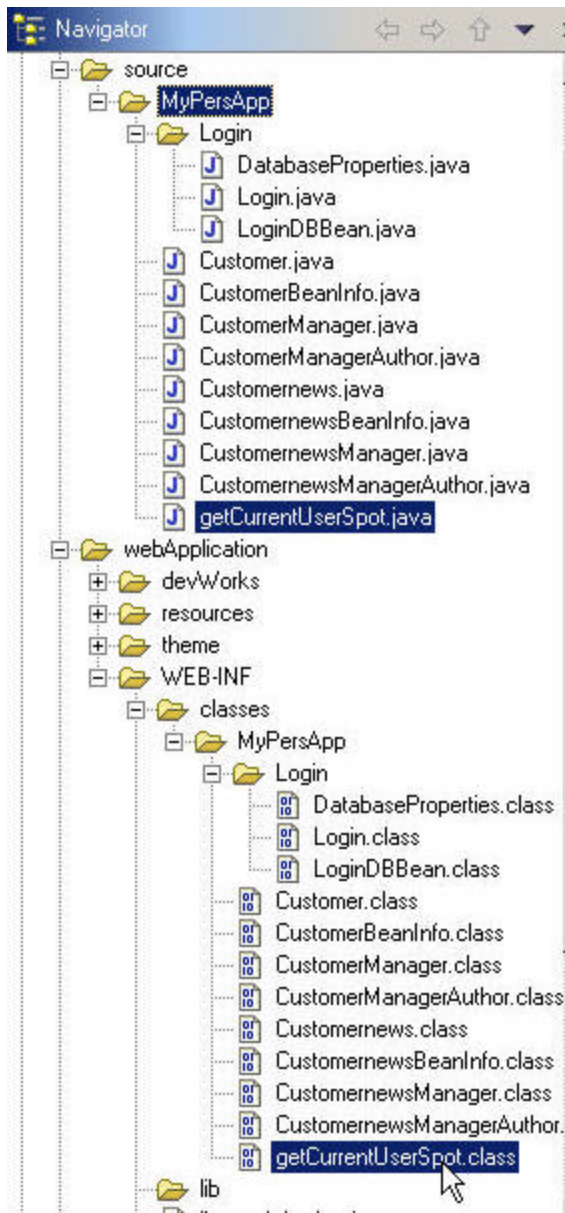 Navigator
source
MyPersApp
Login
DatabaseProperties.java
Login.java
LoginDBBean.java
Customer.java
CustomerBeanInfo.java
CustomerManager.java
CustomerManagerAuthor.java
Customernews.java
CustomernewsBeanInfo.java
CustomernewsManager.java
CustomernewsManagerAuthor.java
getCurrentUserSpot.java
webApplication
devWorks
resources
theme
WEB-INF
classes
MyPersApp
Login
DatabaseProperties.class
Login.class
LoginDBBean.class
Customer.class
CustomerBeanInfo.class
CustomerManager.class
CustomerManagerAuthor.class
Customernews.class
CustomernewsBeanInfo.class
CustomernewsManager.class
CustomernewsManagerAuthor.
getCurrentUserSpot.class
lib